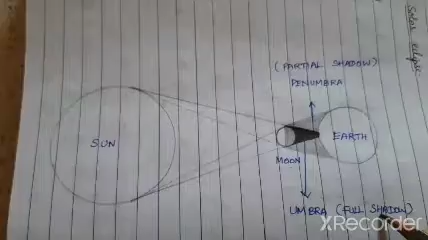 Solar eclipse
(PARTIAL SHADOW)
PENUMBRA
SUN
EARTH
MOON
UMBRA (FULL SHADOW)
XRecorder